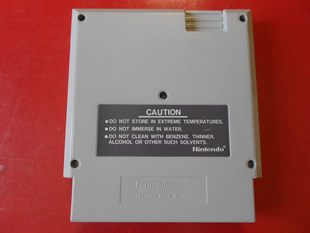 CAUTION
●DO NOT STORE IN EXTREME TEMPERATURES.
●DO NOT IMMERSE IN WATER.
●DO NOT CLEAN WITH BENZENE, THINNER,
ALCOHOL OR OTHER SUCH SOLVENTS.
Nintendo®
Nintendo